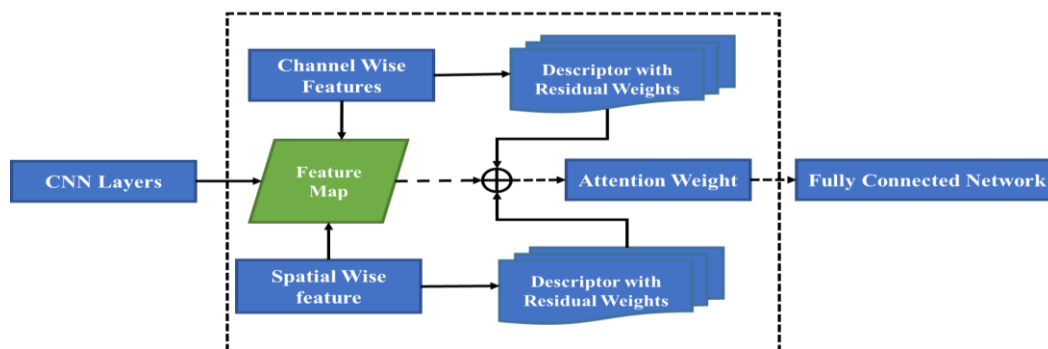 Channel Wise
Features
Descriptor with
Residual Weights
CNN Layers
Feature
Map
Attention Weight
Fully Connected Network
Spatial Wise
feature
Descriptor with
Residual Weights